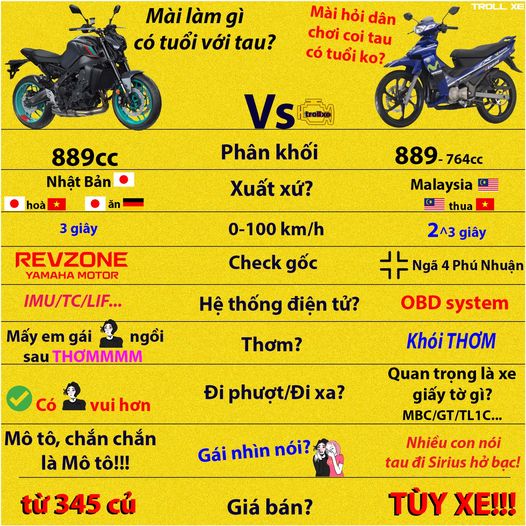 TROLL XE
Mài làm gì
có tuổi với tau?
Mài hỏi dân
chơi coi tau
có tuổi ko?
Vs
trollxe
889cc
Phân khối
889 - 764cc
Nhật Bản
hoà
ăn
Xuất xứ?
Malaysia
thua
3 giây
0-100 km/h
2^3 giây
REVZONE
YAMAHA MOTOR
Check gốc
Ngã 4 Phú Nhuận
IMU/TC/LIF...
Hệ thống điện tử?
OBD system
Mấy em gái ngồi
sau THƠMMMM
Thơm?
Khói THƠM
Có vui hơn
Đi phượt/Đi xa?
Quan trọng là xe
giấy tờ gì?
MBC/GT/TL1C...
Mô tô, chắn chắn
là Mô tô!!!
Gái nhìn nói?
Nhiều con nói
tau đi Sirius hở bạc!
từ 345 củ
Giá bán?
TÙY XE!!!